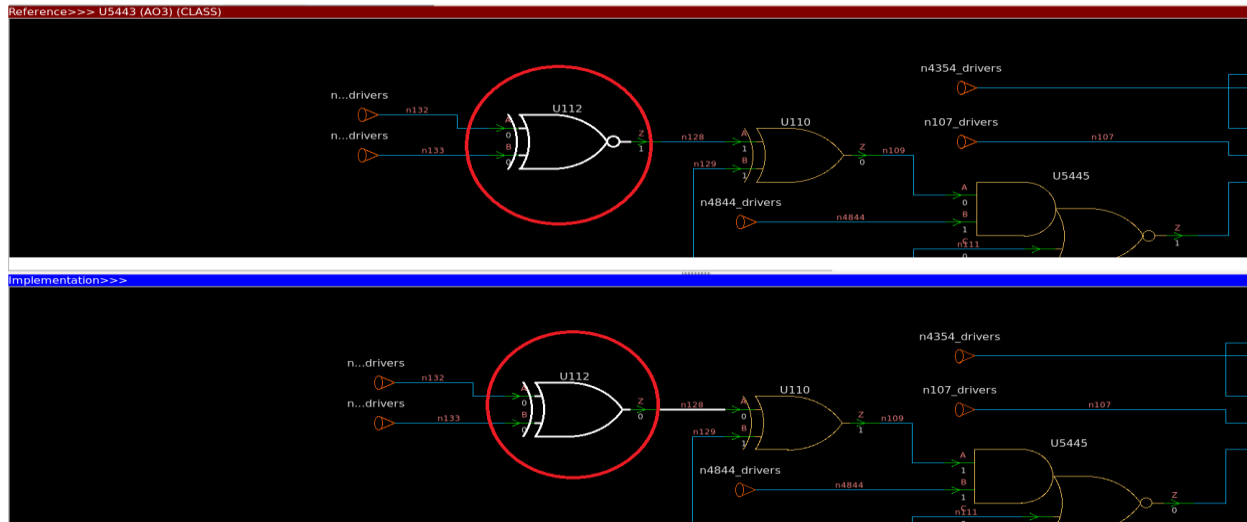 Reference>>> U5443 (AO3) (CLASS)
n4354_drivers
n...drivers
n132
U112
A
0
Z
1
n...drivers
n133
B
0
n128
U110
A
1
n129
B
1
Z
0
n109
n107_drivers
n107
U5445
A
0
n4844_drivers
n4844
B
1
C
n111
0
Z
1
Implementation>>>
n4354_drivers
n...drivers
n132
U112
A
0
Z
0
n...drivers
n133
B
0
n128
U110
A
0
n129
B
1
Z
1
n109
n107_drivers
n107
U5445
A
1
n4844_drivers
n4844
B
1
C
n111
Z
0